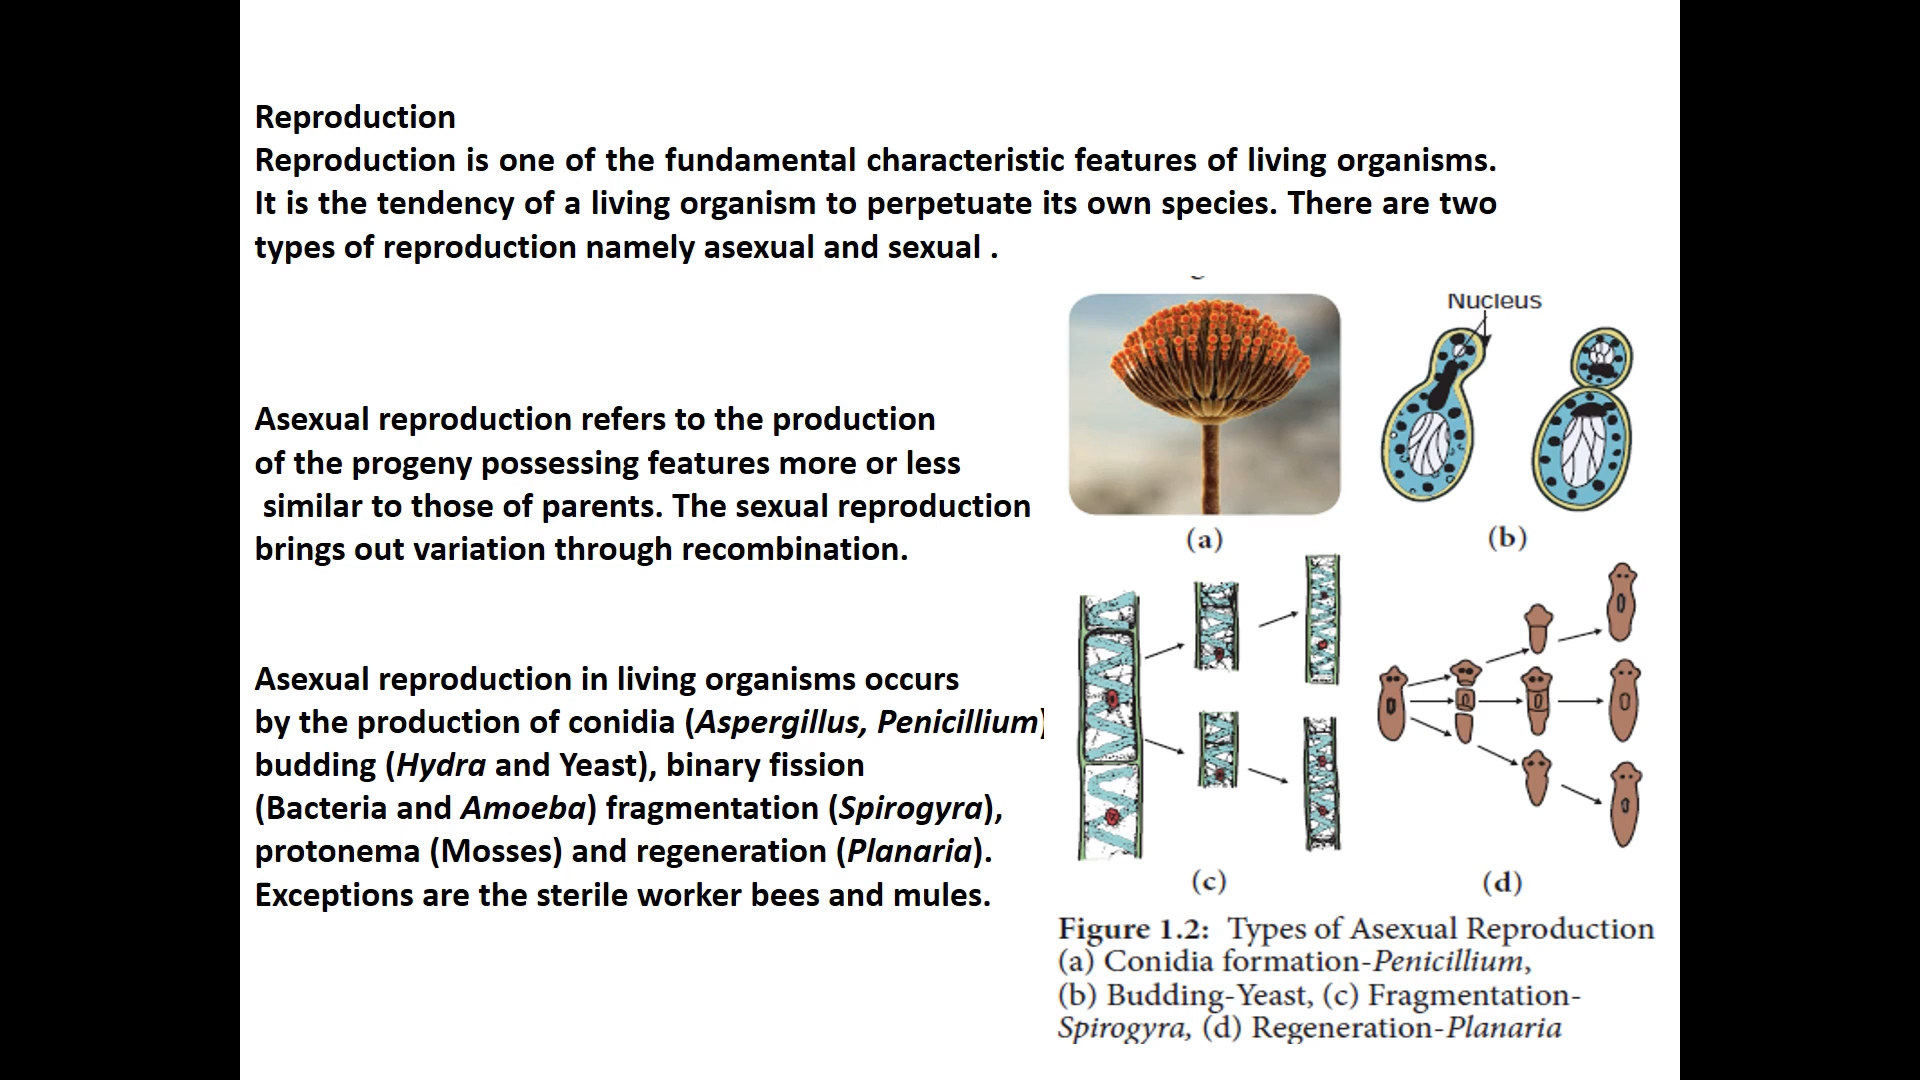 Reproduction
Reproduction is one of the fundamental characteristic features of living organisms.
It is the tendency of a living organism to perpetuate its own species. There are two
types of reproduction namely asexual and sexual .
Asexual reproduction refers to the production
of the progeny possessing features more or less
similar to those of parents. The sexual reproduction
brings out variation through recombination.
Asexual reproduction in living organisms occurs
by the production of conidia (Aspergillus, Penicillium)
budding (Hydra and Yeast), binary fission
(Bacteria and Amoeba) fragmentation (Spirogyra),
protonema (Mosses) and regeneration (Planaria).
Exceptions are the sterile worker bees and mules.
Nucleus
(a)
(b)
(c)
(d)
Figure 1.2: Types of Asexual Reproduction
(a) Conidia formation-Penicillium,
(b) Budding-Yeast, (c) Fragmentation-
Spirogyra, (d) Regeneration-Planaria